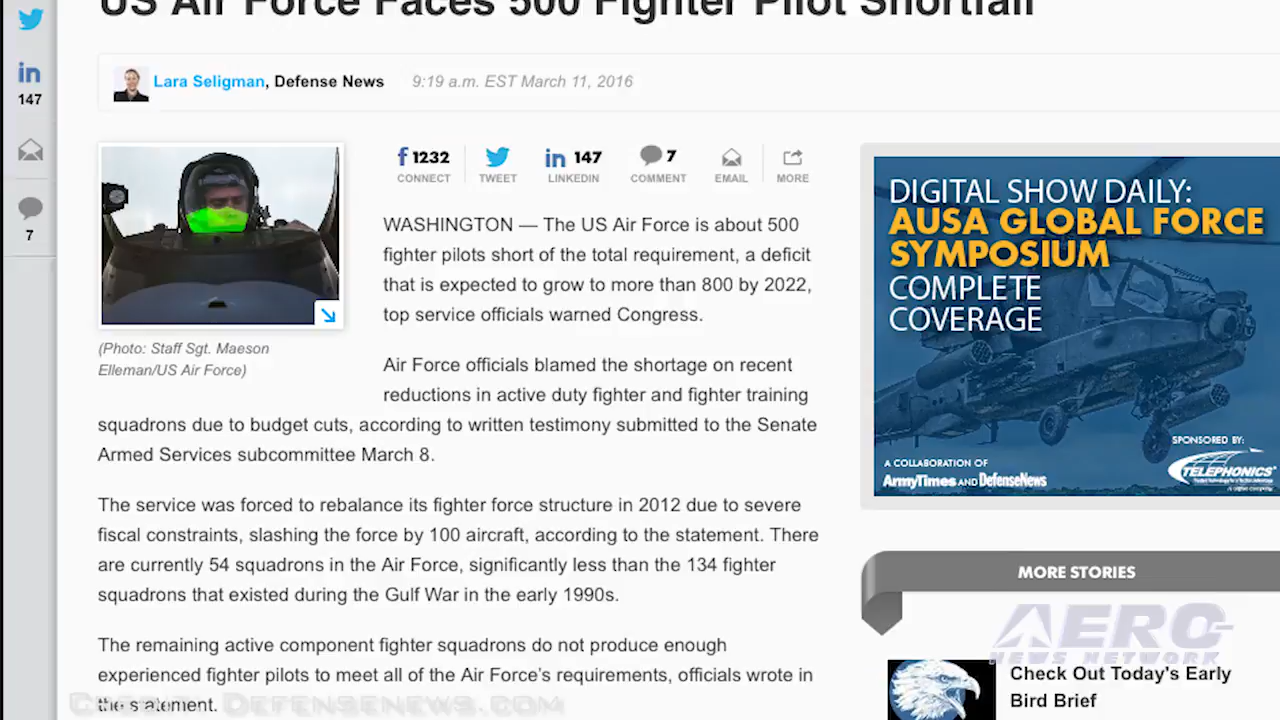 US Air Force Faces 500 Fighter Pilot Shortfall
Lara Seligman, Defense News 9:19 a.m. EST March 11, 2016
147
7
1232
CONNECT
TWEET
in 147
LINKEDIN
7
COMMENT
EMAIL
MORE
(Photo: Staff Sgt. Maeson
Elleman/US Air Force)
WASHINGTON — The US Air Force is about 500
fighter pilots short of the total requirement, a deficit
that is expected to grow to more than 800 by 2022,
top service officials warned Congress.
Air Force officials blamed the shortage on recent
reductions in active duty fighter and fighter training
squadrons due to budget cuts, according to written testimony submitted to the Senate
Armed Services subcommittee March 8.
The service was forced to rebalance its fighter force structure in 2012 due to severe
fiscal constraints, slashing the force by 100 aircraft, according to the statement. There
are currently 54 squadrons in the Air Force, significantly less than the 134 fighter
squadrons that existed during the Gulf War in the early 1990s.
The remaining active component fighter squadrons do not produce enough
experienced fighter pilots to meet all of the Air Force's requirements, officials wrote in
the statement.
Credit: Defensenews.com
DIGITAL SHOW DAILY:
AUSA GLOBAL FORCE
SYMPOSIUM
COMPLETE
COVERAGE
SPONSORED BY:
TELEPHONICS
A COLLABORATION OF
ArmyTimes AND DefenseNews
MORE STORIES
AERO
NEWS NETWORK
Check Out Today's Early
Bird Brief